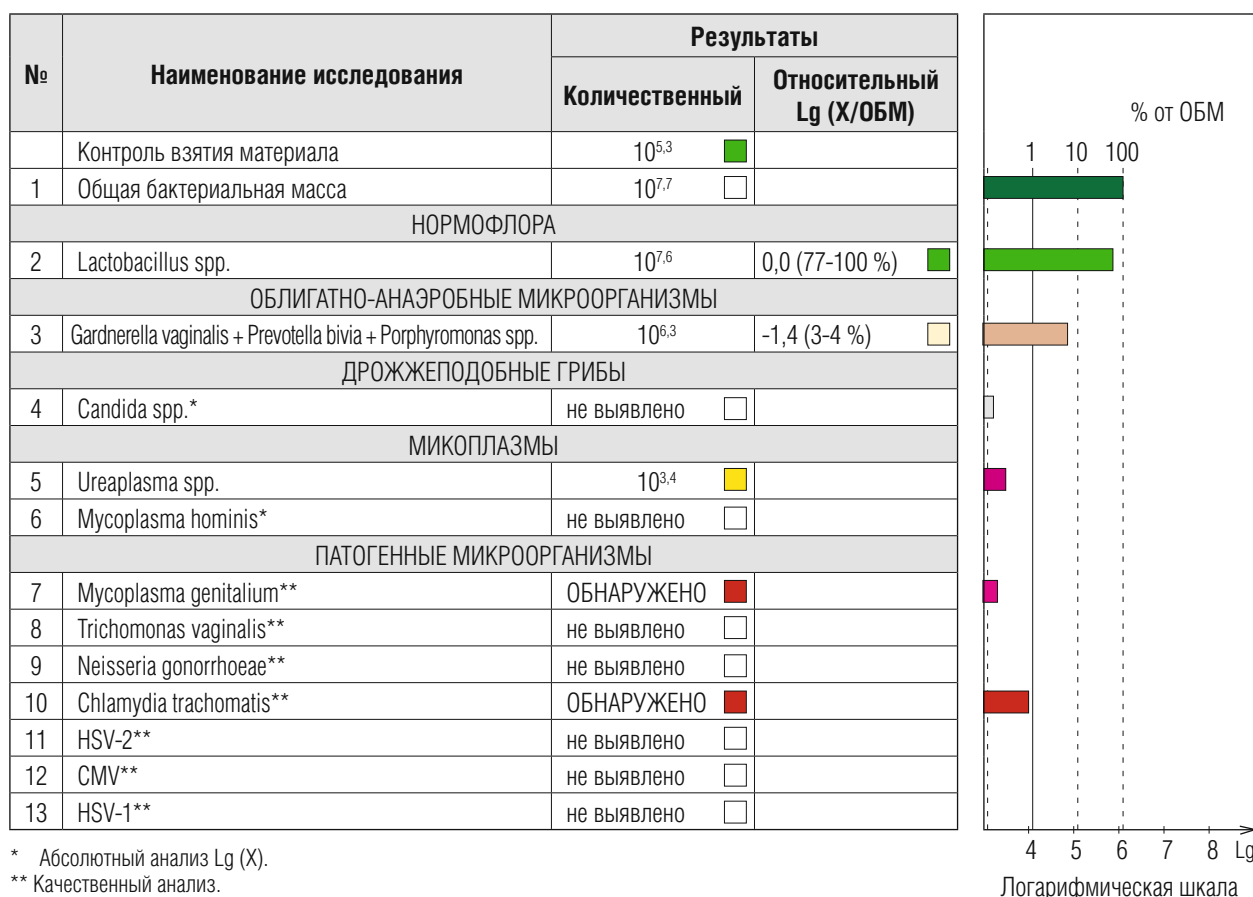 №
Наименование исследования
Результаты
Количественный
Относительный
Lg (Х/ОБМ)
Контроль взятия материала 10^5,3
1 Общая бактериальная масса 10^7,7
НОРМОФЛОРА
2 Lactobacillus spp. 10^7,6 0,0 (77-100 %)
ОБЛИГАТНО-АНАЭРОБНЫЕ МИКРООРГАНИЗМЫ
3 Gardnerella vaginalis + Prevotella bivia + Porphyromonas spp. 10^6,3 -1,4 (3-4 %)
ДРОЖЖЕПОДОБНЫЕ ГРИБЫ
4 Candida spp.* не выявлено
МИКОПЛАЗМЫ
5 Ureaplasma spp. 10^3,4
6 Mycoplasma hominis* не выявлено
ПАТОГЕННЫЕ МИКРООРГАНИЗМЫ
7 Mycoplasma genitalium** ОБНАРУЖЕНО
8 Trichomonas vaginalis** не выявлено
9 Neisseria gonorrhoeae** не выявлено
10 Chlamydia trachomatis** ОБНАРУЖЕНО
11 HSV-2** не выявлено
12 CMV** не выявлено
13 HSV-1** не выявлено
* Абсолютный анализ Lg (X).
** Качественный анализ.
% от ОБМ
1 10 100
4 5 6 7 8 Lg
Логарифмическая шкала